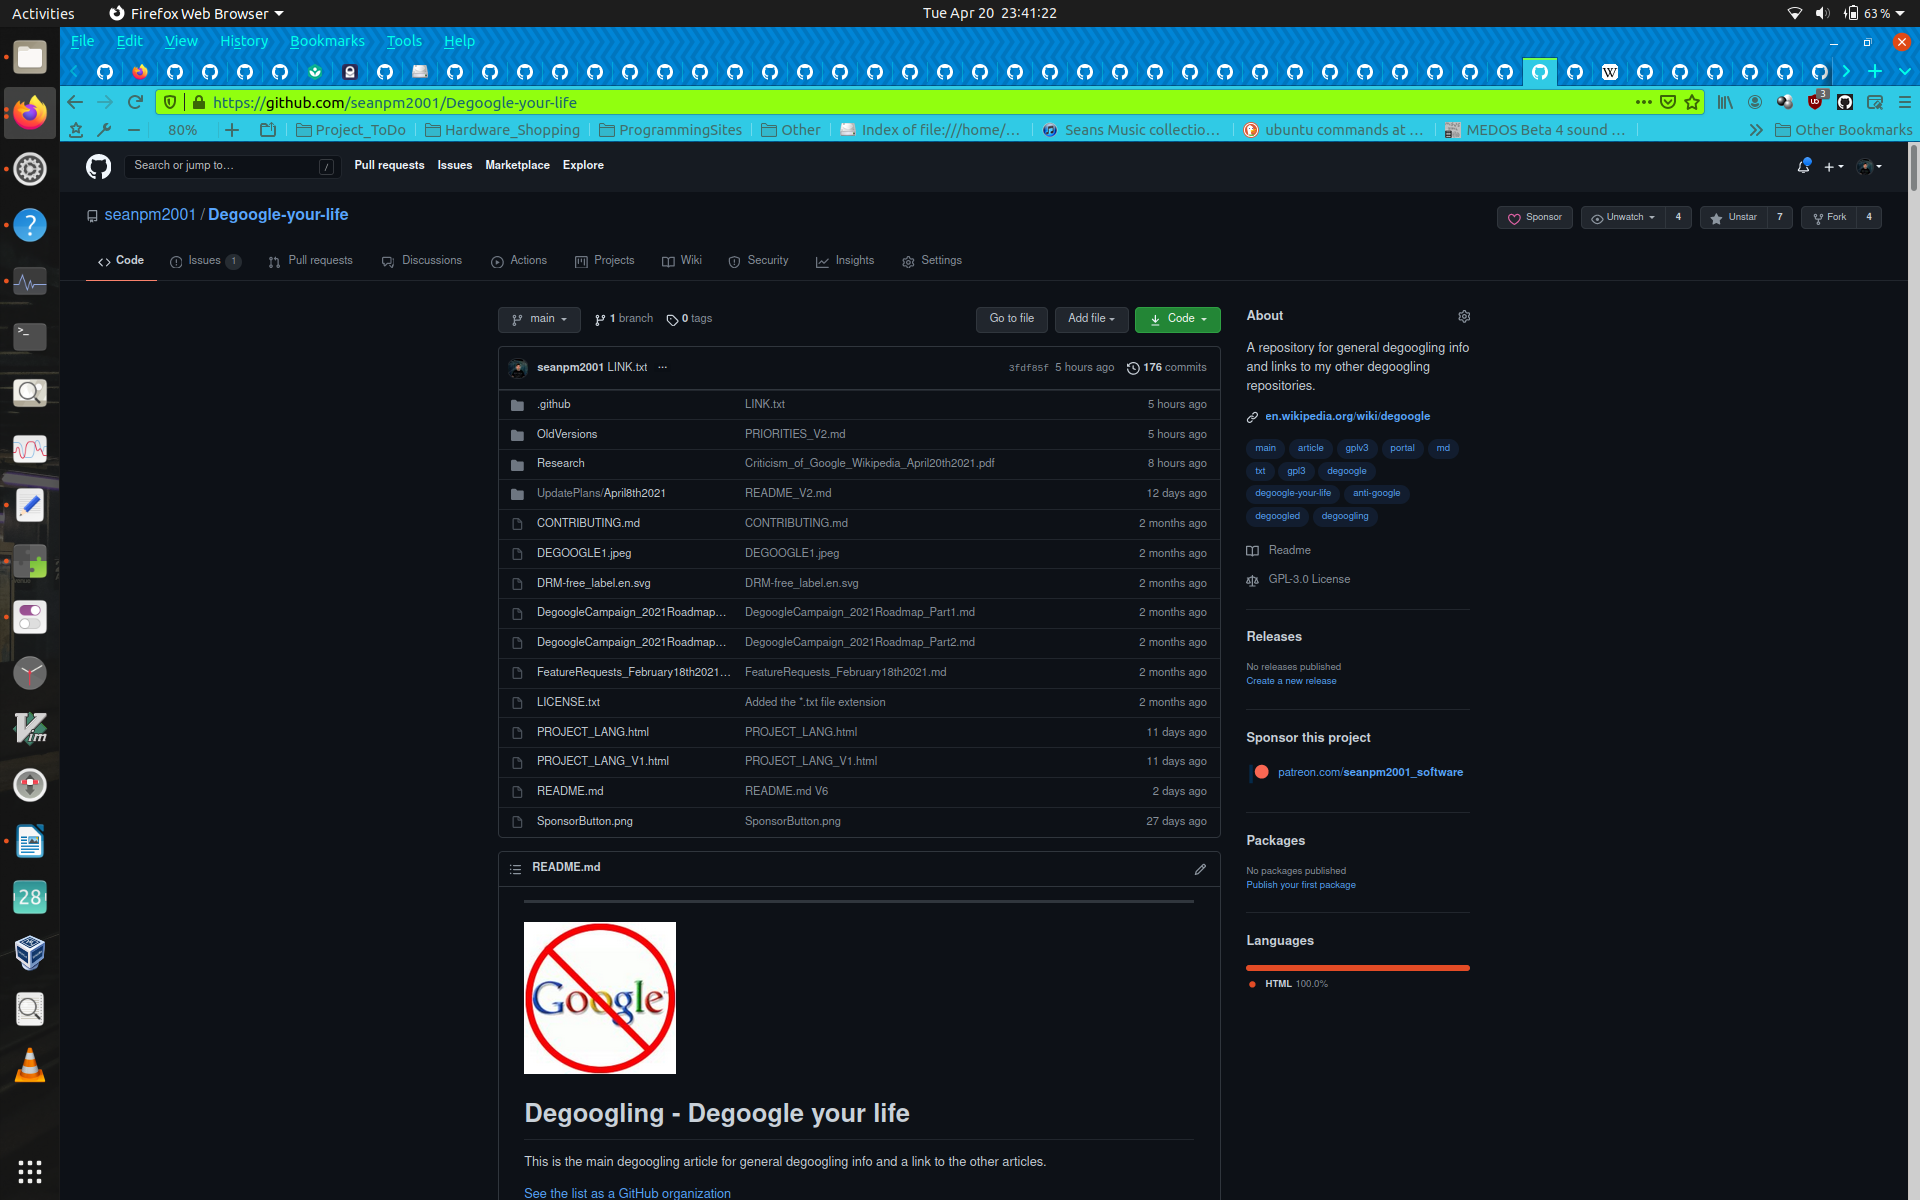 Activities
Firefox Web Browser
Tue Apr 20 23:41:22
63 %
File Edit View History Bookmarks Tools Help
https://github.com/seanpm2001/Degoogle-your-life
3
80%
Project_ToDo
Hardware_Shopping
ProgrammingSites
Other
Index of file:///home/...
Seans Music collectio...
ubuntu commands at ...
MEDOS Beta 4 sound ...
Other Bookmarks
Search or jump to...
/
Pull requests Issues Marketplace Explore
seanpm2001 / Degoogle-your-life
Sponsor
Unwatch 4
Unstar 7
Fork 4
Code
Issues 1
Pull requests
Discussions
Actions
Projects
Wiki
Security
Insights
Settings
main
1 branch
0 tags
Go to file
Add file
Code
seanpm2001 LINK.txt ...
3fdf85f 5 hours ago
176 commits
.github LINK.txt 5 hours ago
OldVersions PRIORITIES_V2.md 5 hours ago
Research Criticism_of_Google_Wikipedia_April20th2021.pdf 8 hours ago
UpdatePlans/April8th2021 README_V2.md 12 days ago
CONTRIBUTING.md CONTRIBUTING.md 2 months ago
DEGOOGLE1.jpeg DEGOOGLE1.jpeg 2 months ago
DRM-free_label.en.svg DRM-free_label.en.svg 2 months ago
DegoogleCampaign_2021Roadmap... DegoogleCampaign_2021Roadmap_Part1.md 2 months ago
DegoogleCampaign_2021Roadmap... DegoogleCampaign_2021Roadmap_Part2.md 2 months ago
FeatureRequests_February18th2021... FeatureRequests_February18th2021.md 2 months ago
LICENSE.txt Added the *.txt file extension 2 months ago
PROJECT_LANG.html PROJECT_LANG.html 11 days ago
PROJECT_LANG_V1.html PROJECT_LANG_V1.html 11 days ago
README.md README.md V6 2 days ago
SponsorButton.png SponsorButton.png 27 days ago
README.md
Google
Degoogling - Degoogle your life
This is the main degoogling article for general degoogling info and a link to the other articles.
See the list as a GitHub organization
About
A repository for general degoogling info
and links to my other degoogling
repositories.
en.wikipedia.org/wiki/degoogle
main article gplv3 portal md
txt gpl3 degoogle
degoogle-your-life anti-google
degoogled degoogling
Readme
GPL-3.0 License
Releases
No releases published
Create a new release
Sponsor this project
patreon.com/seanpm2001_software
Packages
No packages published
Publish your first package
Languages
HTML 100.0%
28